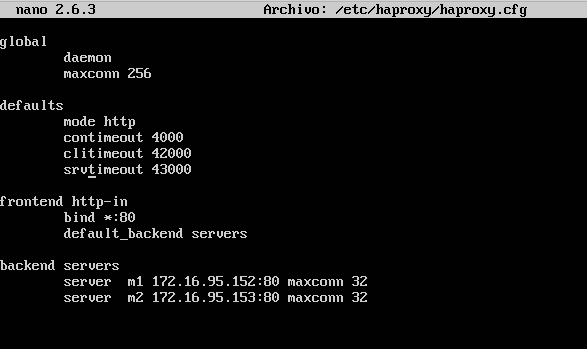 nano 2.6.3 Archivo: /etc/haproxy/haproxy.cfg
global
daemon
maxconn 256
defaults
mode http
contimeout 4000
clitimeout 42000
srvtimeout 43000
frontend http-in
bind *:80
default_backend servers
backend servers
server  m1 172.16.95.152:80 maxconn 32
server  m2 172.16.95.153:80 maxconn 32